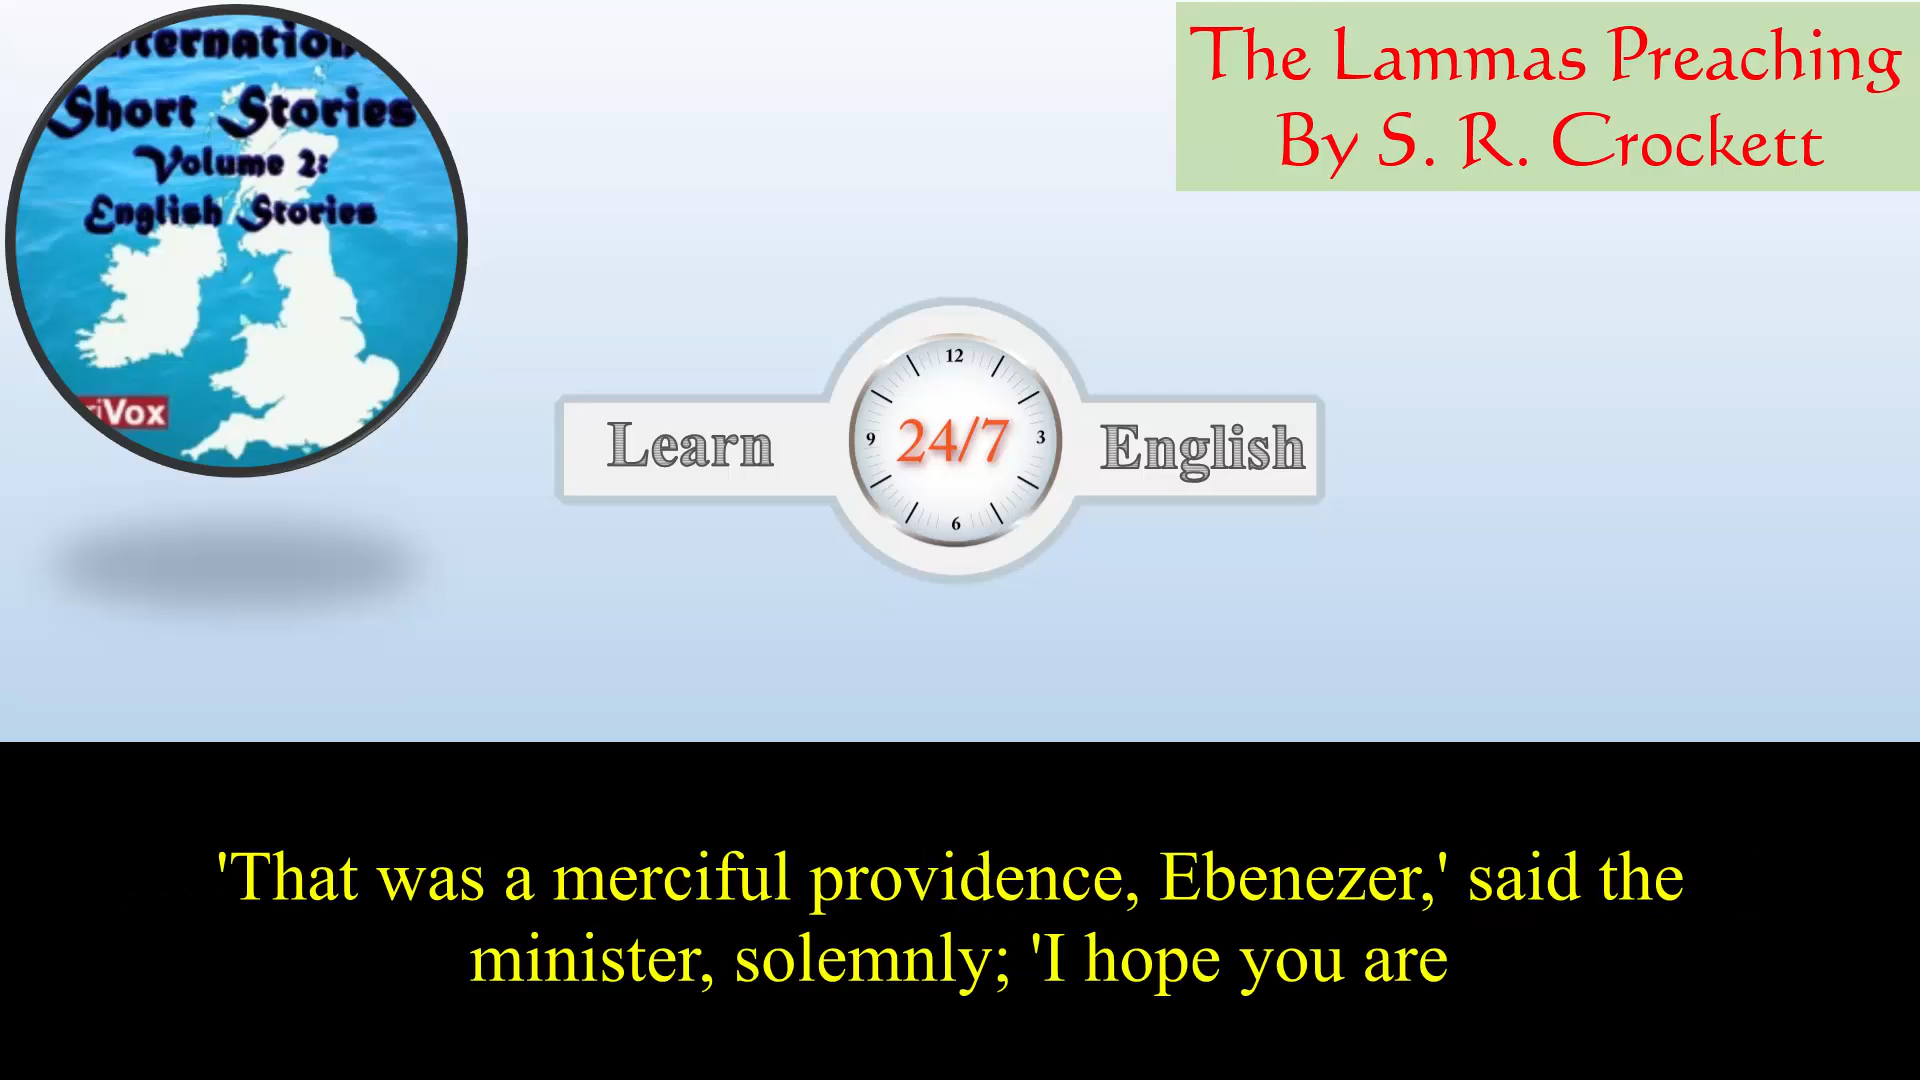 The Lammas Preaching
By S. R. Crockett
Short Stories
Volume 2:
English Stories
Vox
12
9
3
6
Learn
24/7
English
'That was a merciful providence, Ebenezer,' said the
minister, solemnly; 'I hope you are